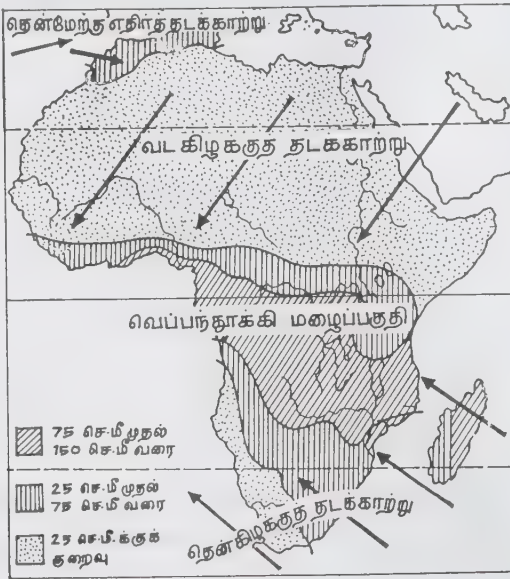 தென்மேற்கு எதிர்த் தடக்காற்று
வடகிழக்குத் தடக்காற்று
வெப்பந்தூக்கி மழைப்பகுதி
தென்கிழக்குத் தடக்காற்று
75 செ.மீ முதல்
150 செ.மீ வரை
25 செ.மீ முதல்
75 செ.மீ வரை
25 செ.மீ.க்குக்
குறைவு